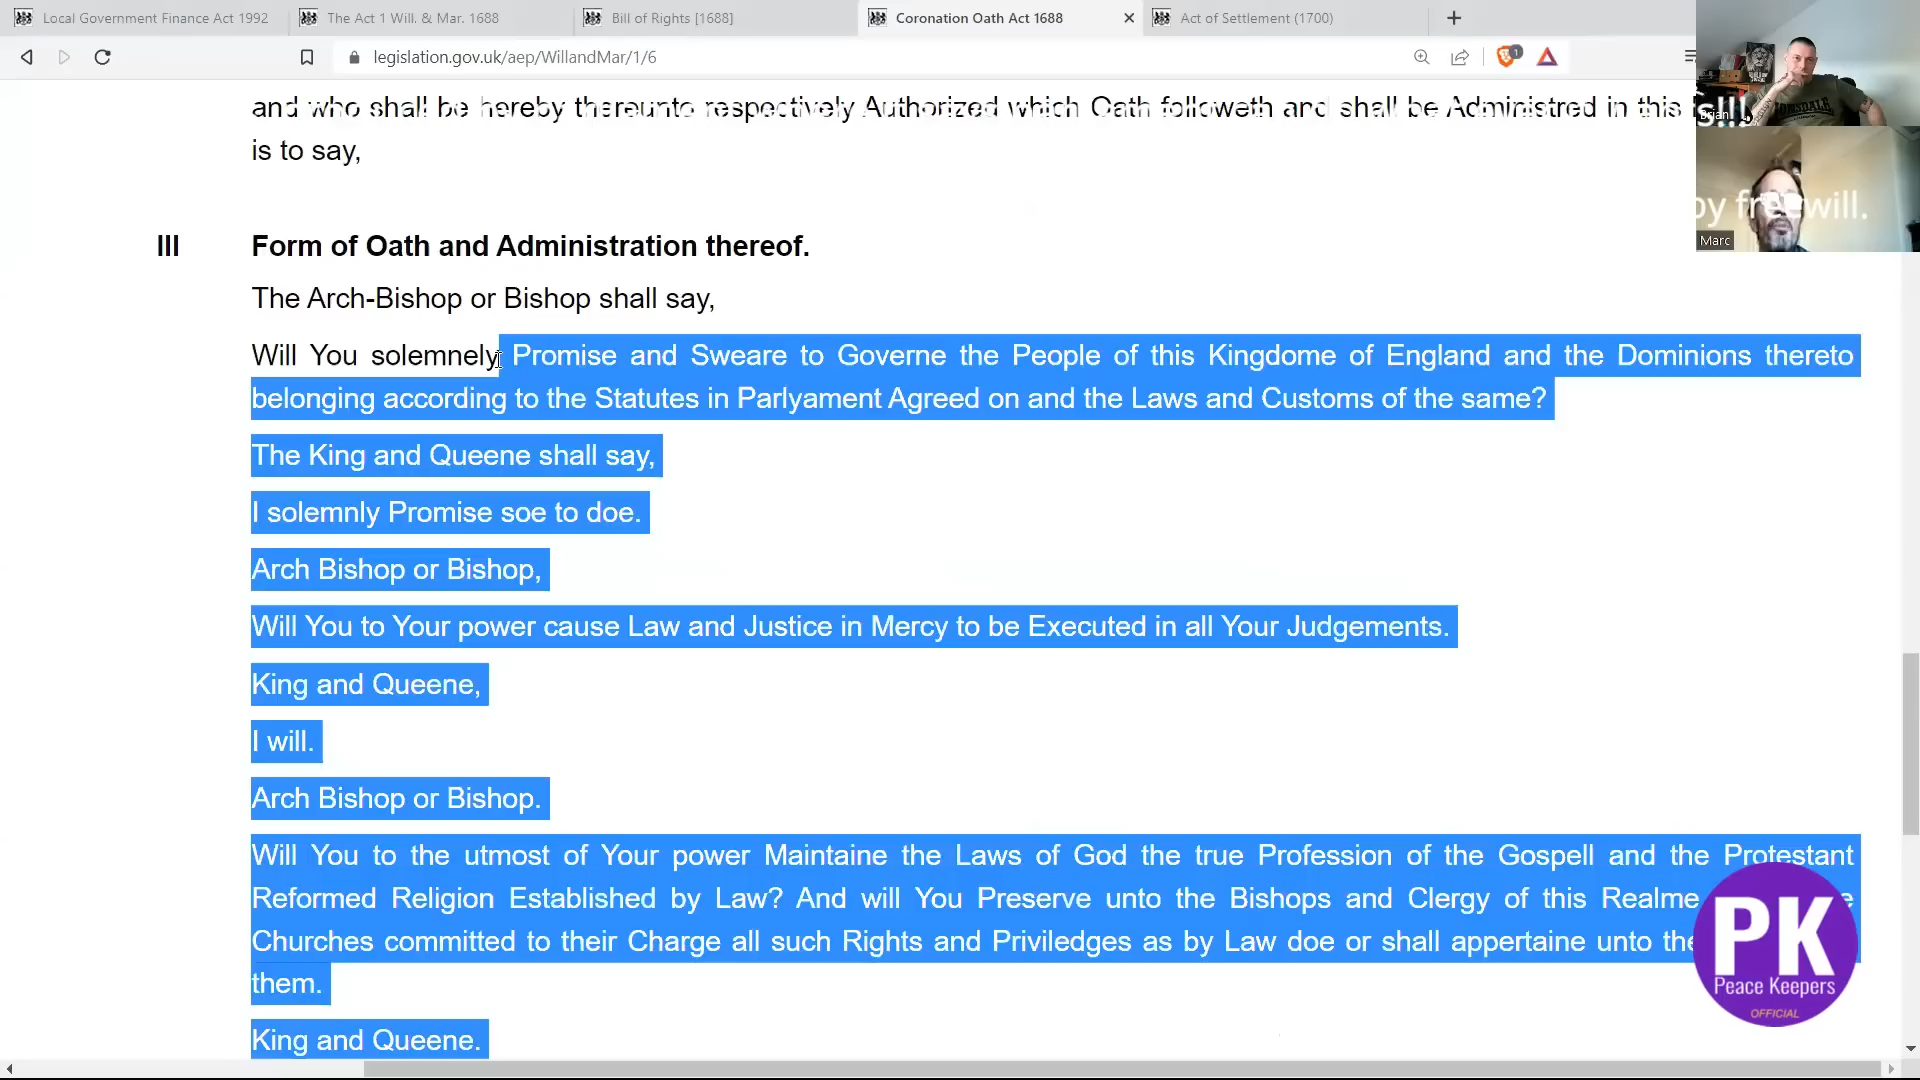 Local Government Finance Act 1992
The Act 1 Will. & Mar. 1688
Bill of Rights [1688]
Coronation Oath Act 1688
Act of Settlement (1700)
legislation.gov.uk/aep/WillandMar/1/6
1
and who shall be hereby thereunto respectively Authorized which Oath followeth and shall be Administred in this
is to say,
s!!!
Brian
by freewill.
Marc
III Form of Oath and Administration thereof.
The Arch-Bishop or Bishop shall say,
Will You solemnely Promise and Sweare to Governe the People of this Kingdome of England and the Dominions thereto
belonging according to the Statutes in Parlyament Agreed on and the Laws and Customs of the same?
The King and Queene shall say,
I solemnly Promise soe to doe.
Arch Bishop or Bishop,
Will You to Your power cause Law and Justice in Mercy to be Executed in all Your Judgements.
King and Queene,
I will.
Arch Bishop or Bishop.
Will You to the utmost of Your power Maintaine the Laws of God the true Profession of the Gospell and the Protestant
Reformed Religion Established by Law? And will You Preserve unto the Bishops and Clergy of this Realme
Churches committed to their Charge all such Rights and Priviledges as by Law doe or shall appertaine unto
them.
King and Queene.
PK
Peace Keepers
OFFICIAL